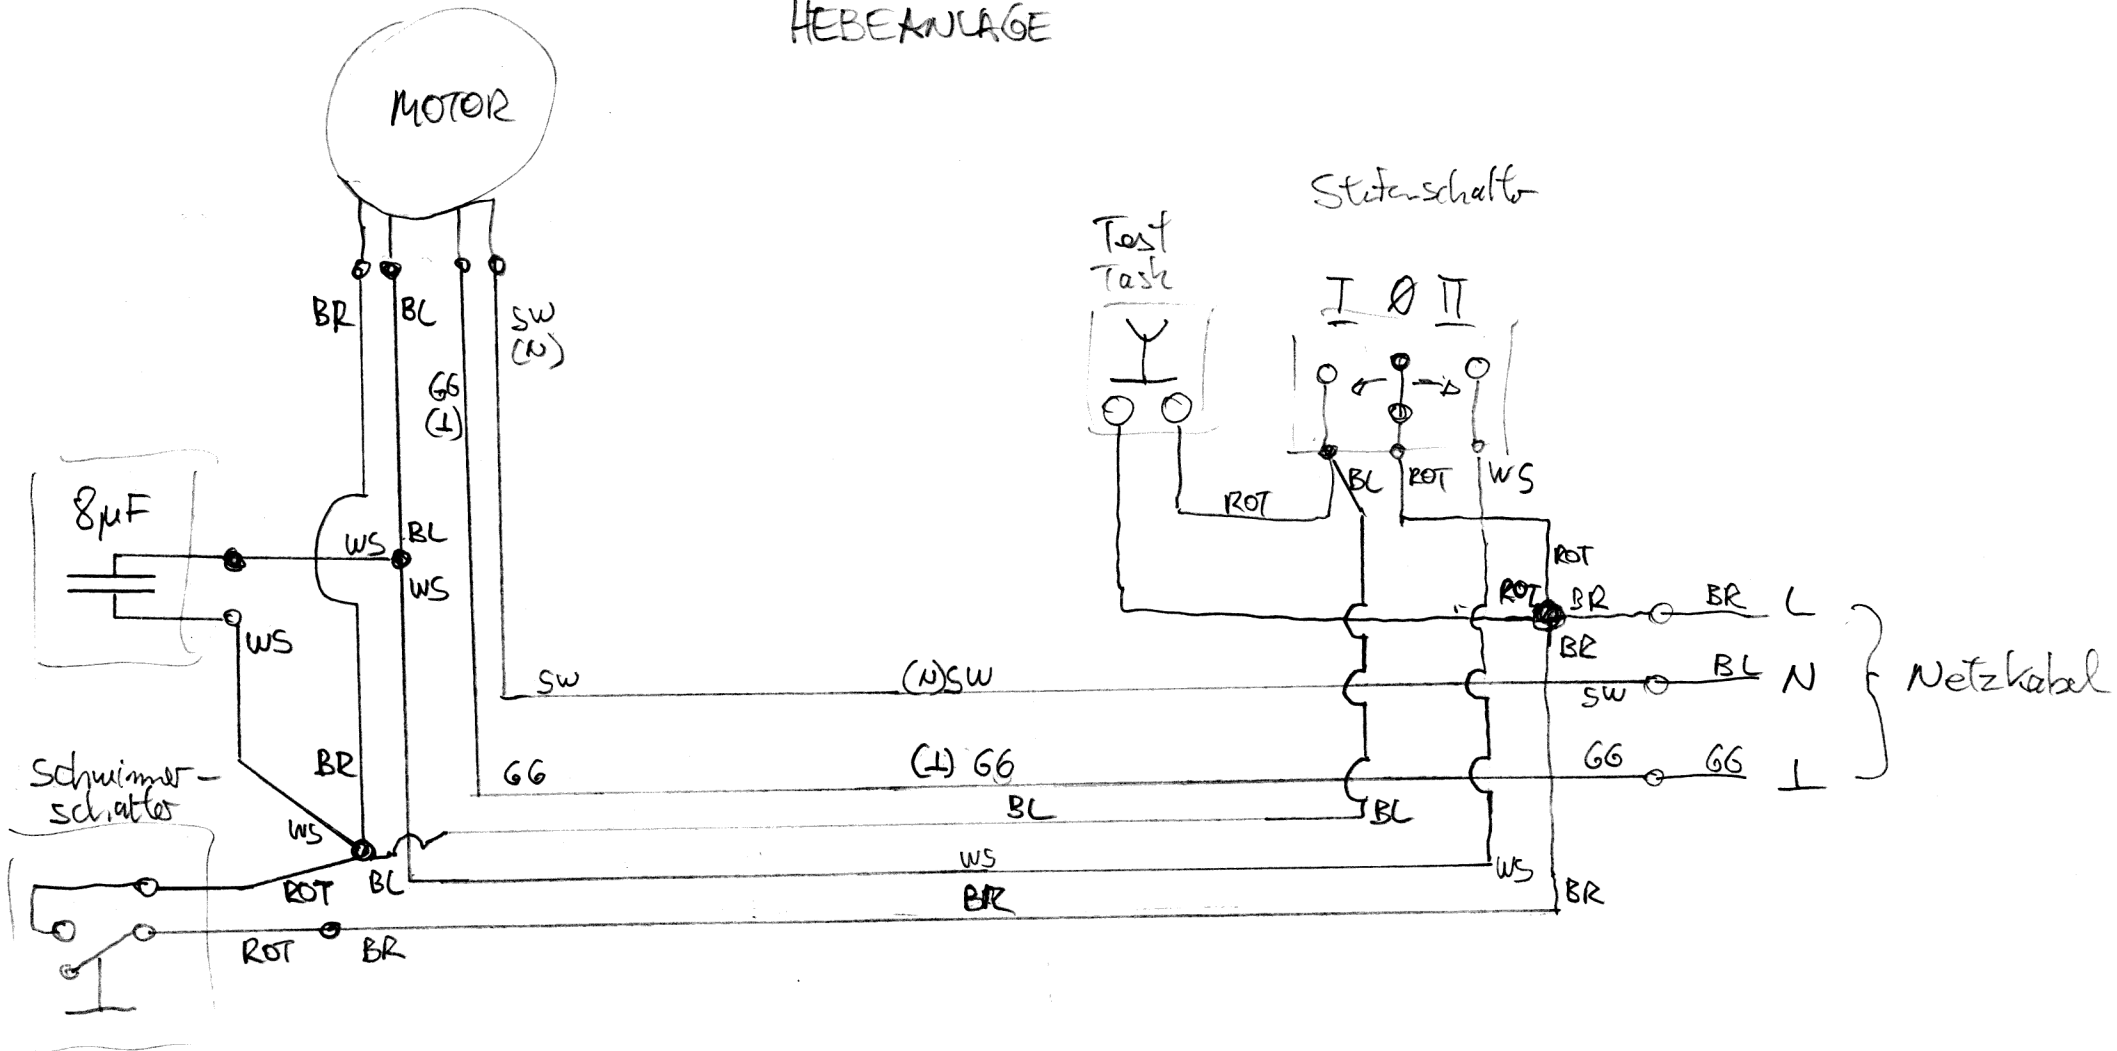 HEBEANLAGE
MOTOR
Test
Tast
I Ø II
BR
BL
SW
(N)
GG
(⊥)
BL
ROT
WS
ROT
8µF
WS
BL
WS
WS
ROT
ROT
BR
BR L
BR
SW
(N)SW
SW
BL N
Netzkabel
BR
GG
(⊥) GG
GG
GG ⊥
Schwimmer-
schalter
WS
BL
BL
ROT
BL
WS
WS
BR
BR
ROT
BR